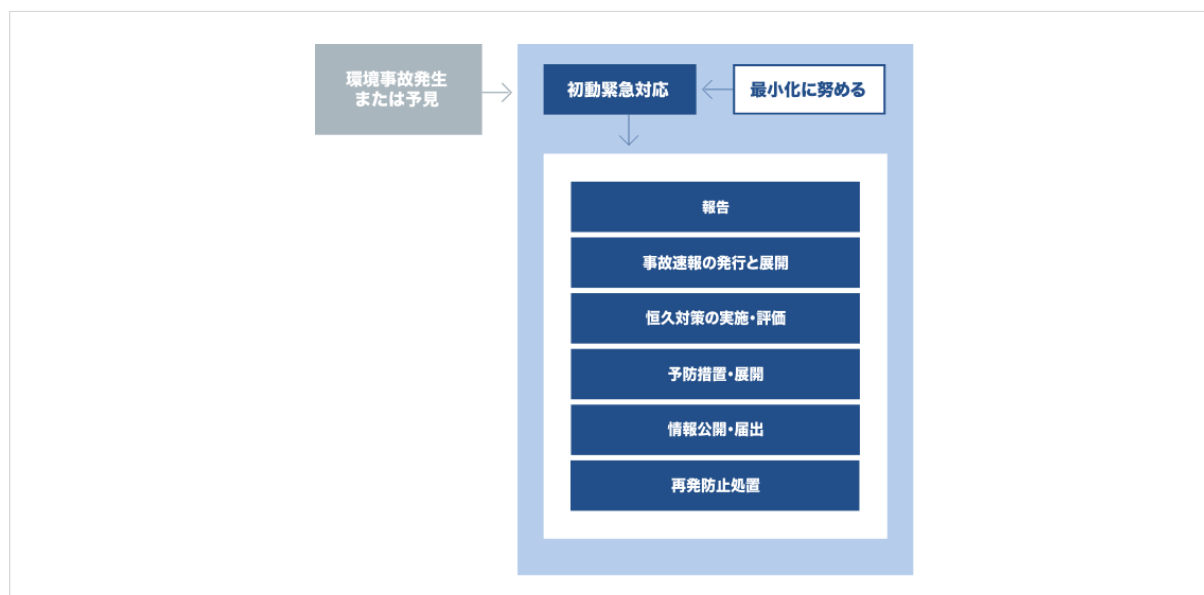 環境事故発生
または予見
初動緊急対応
最小化に努める
報告
事故速報の発行と展開
恒久対策の実施・評価
予防措置・展開
情報公開・届出
再発防止処置